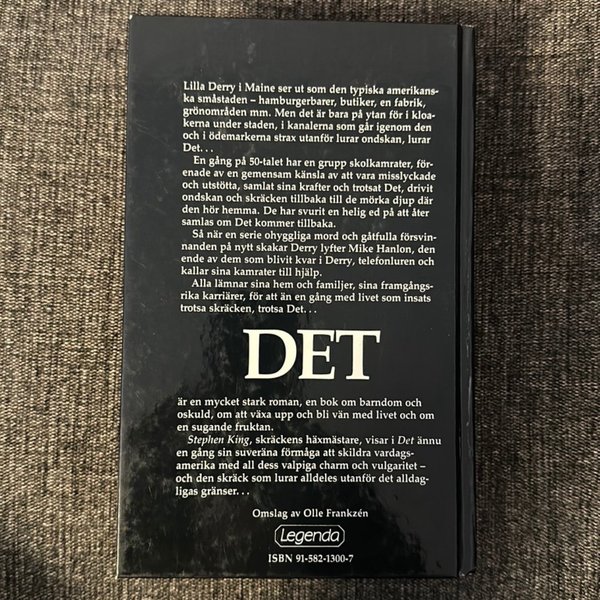 Lilla Derry i Maine ser ut som den typiska amerikans-
ka småstaden – hamburgerbarer, butiker, en fabrik,
grönområden mm. Men det är bara på ytan för i kloa-
kerna under staden, i kanalerna som går igenom den
och i ödemarkerna strax utanför lurar ondskan, lurar
Det...
En gång på 50-talet har en grupp skolkamrater, för-
enade av en gemensam känsla av att vara misslyckade
och utstötta, samlat sina krafter och trotsat Det, drivit
ondskan och skräcken tillbaka till de mörka djup där
den hör hemma. De har svurit en helig ed på att åter
samlas om Det kommer tillbaka.
Så när en serie ohyggliga mord och gåtfulla försvin-
nanden på nytt skakar Derry lyfter Mike Hanlon, den
ende av dem som blivit kvar i Derry, telefonluren och
kallar sina kamrater till hjälp.
Alla lämnar sina hem och familjer, sina framgångs-
rika karriärer, för att än en gång med livet som insats
trotsa skräcken, trotsa Det...
DET
är en mycket stark roman, en bok om barndom och
oskuld, om att växa upp och bli vän med livet och om
en sugande fruktan.
Stephen King, skräckens häxmästare, visar i Det ännu
en gång sin suveräna förmåga att skildra vardags-
amerika med all dess valpiga charm och vulgaritet –
och den skräck som lurar alldeles utanför det alldag-
ligas gränser...
Omslag av Olle Frankzén
Legenda
ISBN 91-582-1300-7